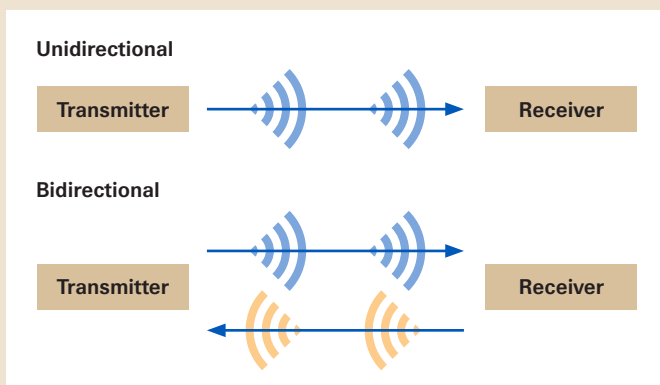 Unidirectional
Transmitter
Receiver
Bidirectional
Transmitter
Receiver